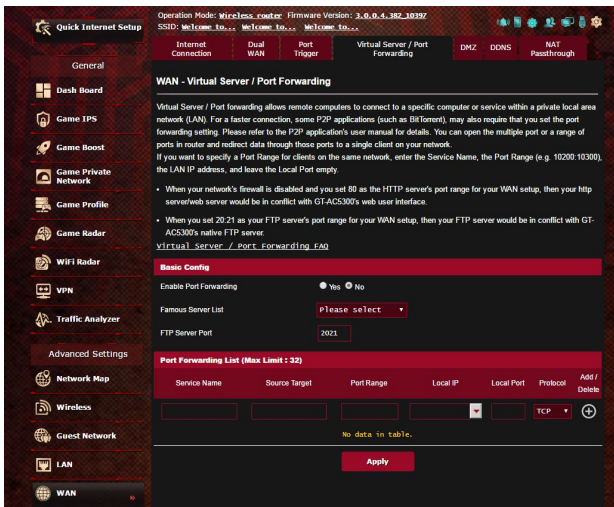 Quick Internet Setup
Operation Mode: Wireless router Firmware Version: 3.0.0.4.382_10397
SSID: Welcome to... Welcome to... Welcome to...
Internet Connection
Dual WAN
Port Trigger
Virtual Server / Port Forwarding
DMZ
DDNS
NAT Passthrough
General
Dash Board
Game IPS
Game Boost
Game Private Network
Game Profile
Game Radar
WiFi Radar
VPN
Traffic Analyzer
Advanced Settings
Network Map
Wireless
Guest Network
LAN
WAN »
WAN - Virtual Server / Port Forwarding
Virtual Server / Port forwarding allows remote computers to connect to a specific computer or service within a private local area
network (LAN). For a faster connection, some P2P applications (such as BitTorrent), may also require that you set the port
forwarding setting. Please refer to the P2P application's user manual for details. You can open the multiple port or a range of
ports in router and redirect data through those ports to a single client on your network.
If you want to specify a Port Range for clients on the same network, enter the Service Name, the Port Range (e.g. 10200:10300),
the LAN IP address, and leave the Local Port empty.
• When your network's firewall is disabled and you set 80 as the HTTP server's port range for your WAN setup, then your http
server/web server would be in conflict with GT-AC5300's web user interface.
• When you set 20:21 as your FTP server's port range for your WAN setup, then your FTP server would be in conflict with GT-
AC5300's native FTP server.
Virtual Server / Port Forwarding FAQ
Basic Config
Enable Port Forwarding Yes No
Famous Server List Please select
FTP Server Port 2021
Port Forwarding List (Max Limit : 32)
Service Name Source Target Port Range Local IP Local Port Protocol Add / Delete
TCP
No data in table.
Apply